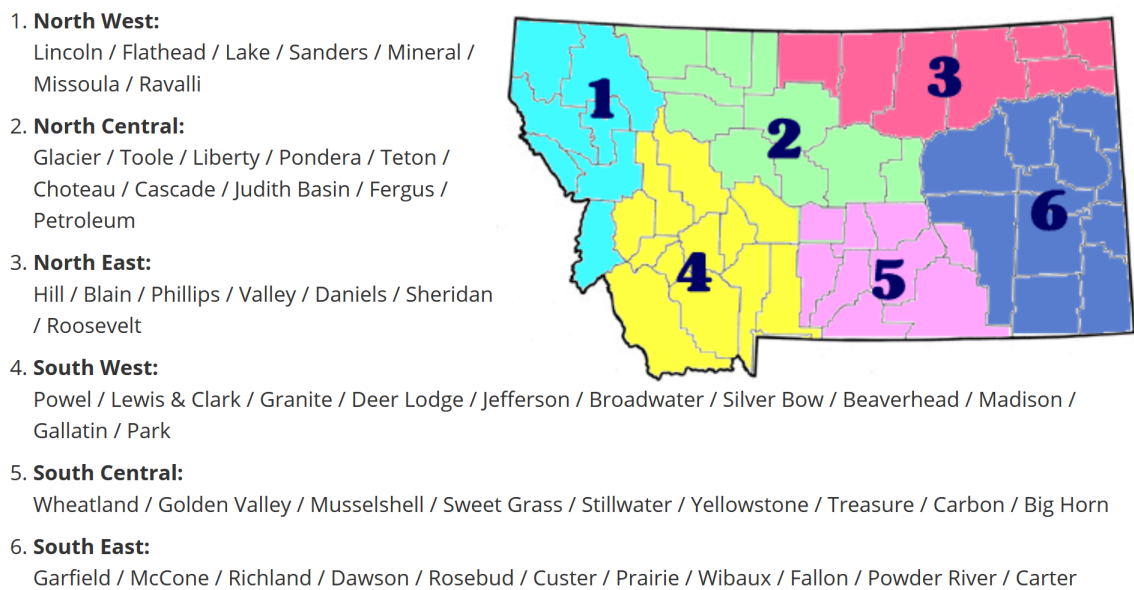 1. North West:
Lincoln / Flathead / Lake / Sanders / Mineral /
Missoula / Ravalli
2. North Central:
Glacier / Toole / Liberty / Pondera / Teton /
Choteau / Cascade / Judith Basin / Fergus /
Petroleum
3. North East:
Hill / Blain / Phillips / Valley / Daniels / Sheridan
/ Roosevelt
4. South West:
Powel / Lewis & Clark / Granite / Deer Lodge / Jefferson / Broadwater / Silver Bow / Beaverhead / Madison /
Gallatin / Park
5. South Central:
Wheatland / Golden Valley / Musselshell / Sweet Grass / Stillwater / Yellowstone / Treasure / Carbon / Big Horn
6. South East:
Garfield / McCone / Richland / Dawson / Rosebud / Custer / Prairie / Wibaux / Fallon / Powder River / Carter
1
2
3
4
5
6